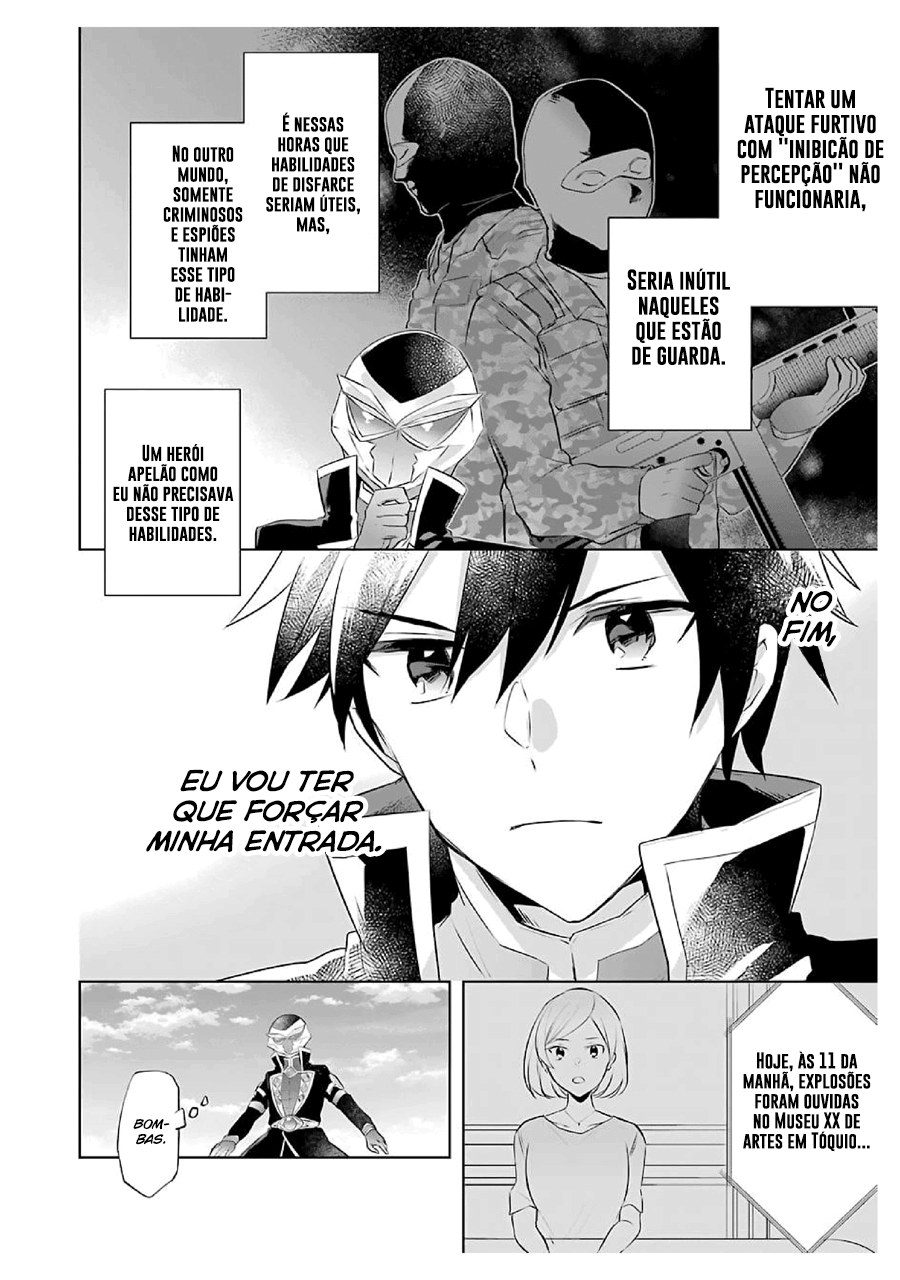 TENTAR UM
ATAQUE FURTIVO
COM "INIBICÃO DE
PERCEPÇÃO" NÃO
FUNCIONARIA,
SERIA INÚTIL
NAQUELES
QUE ESTÃO
DE GUARDA.
É NESSAS
HORAS QUE
HABILIDADES
DE DISFARCE
SERIAM ÚTEIS,
MAS,
NO OUTRO
MUNDO,
SOMENTE
CRIMINOSOS
E ESPIÕES
TINHAM
ESSE TIPO
DE HABI-
LIDADE.
UM HERÓI
APELÃO COMO
EU NÃO PRECISAVA
DESSE TIPO DE
HABILIDADES.
NO
FIM,
EU VOU TER
QUE FORÇAR
MINHA ENTRADA.
HOJE, ÀS 11 DA
MANHÃ, EXPLOSÕES
FORAM OUVIDAS
NO MUSEU XX DE
ARTES EM TÓQUIO...
BOM-
BAS.